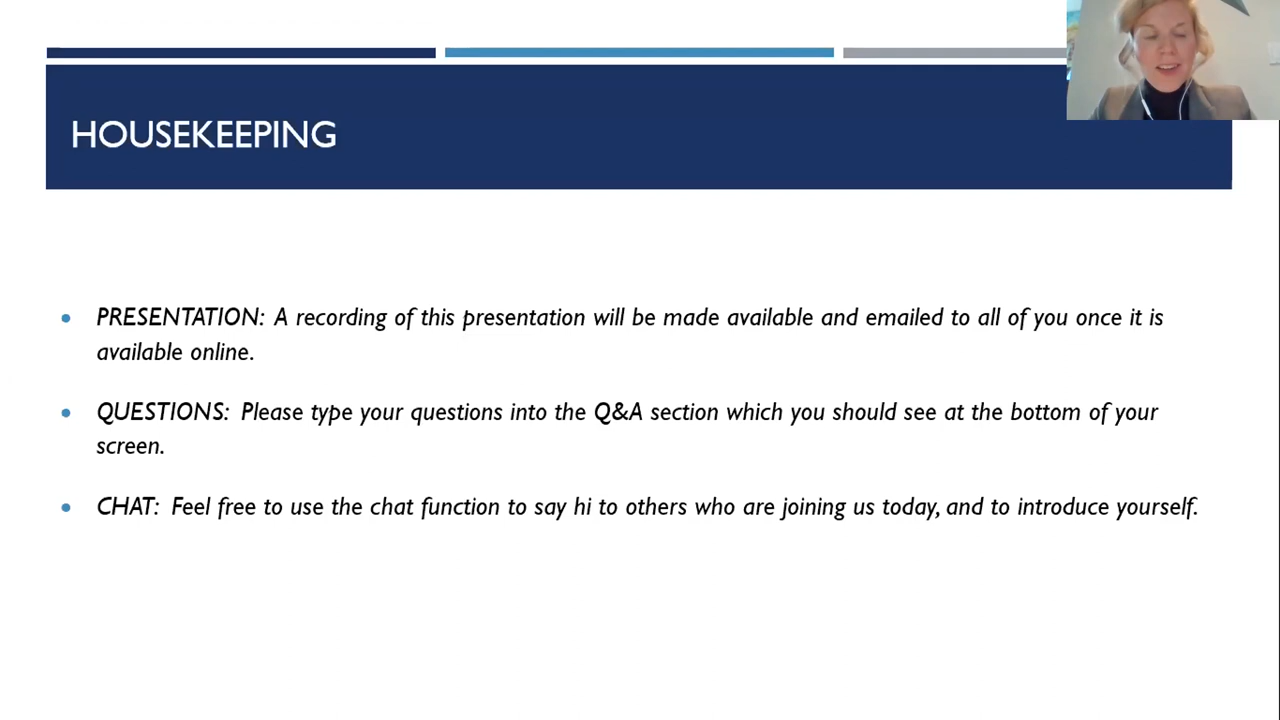 HOUSEKEEPING
PRESENTATION: A recording of this presentation will be made available and emailed to all of you once it is
available online.
QUESTIONS: Please type your questions into the Q&A section which you should see at the bottom of your
screen.
CHAT: Feel free to use the chat function to say hi to others who are joining us today, and to introduce yourself.